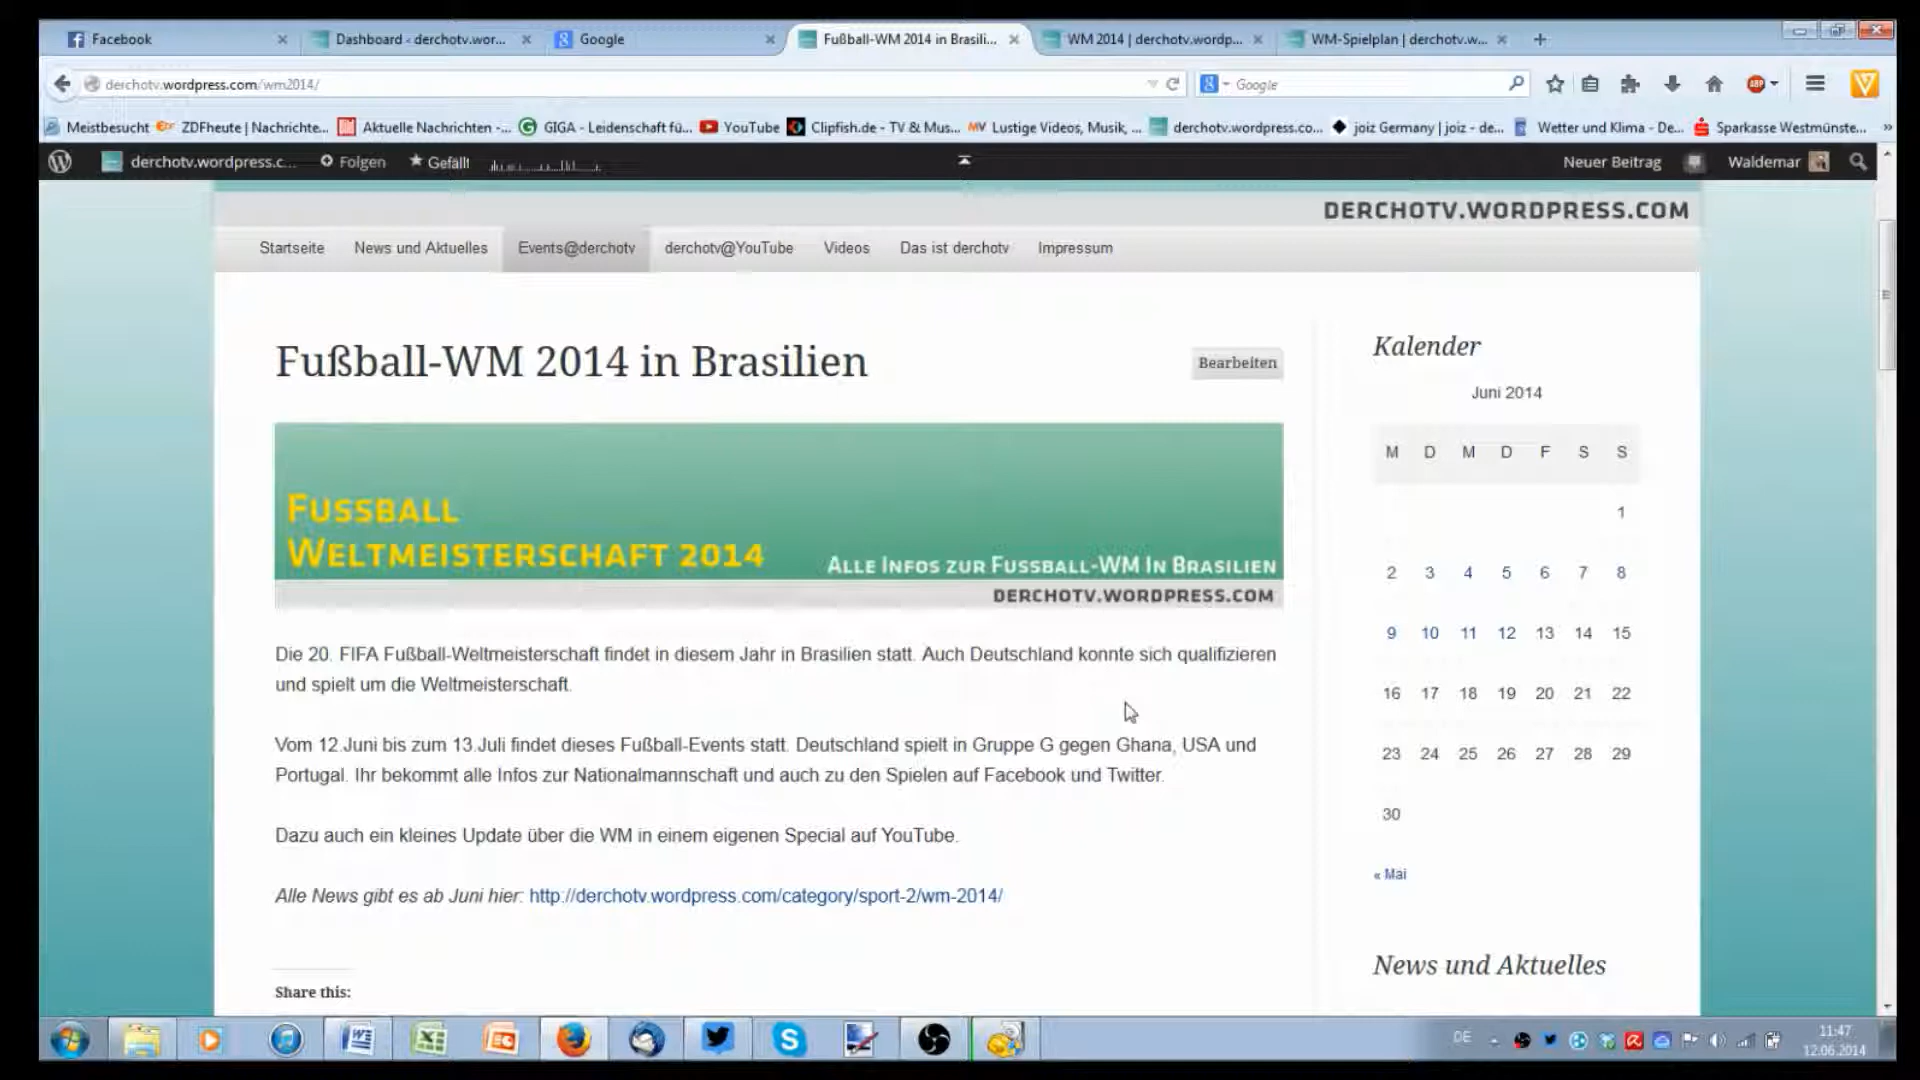 Facebook
Dashboard - derchotv.wor...
Google
Fußball-WM 2014 in Brasili...
WM 2014 | derchotv.wordp...
WM-Spielplan | derchotv.w...
derchotv.wordpress.com/wm2014/
Google
Meistbesucht
ZDFheute | Nachrichte...
Aktuelle Nachrichten -...
GIGA - Leidenschaft fü...
YouTube
Clipfish.de - TV & Mus...
MV Lustige Videos, Musik, ...
derchotv.wordpress.co...
joiz Germany | joiz - de...
Wetter und Klima - De...
Sparkasse Westmünste...
derchotv.wordpress.c...
Folgen
Gefällt
Neuer Beitrag
Waldemar
DERCHOTV.WORDPRESS.COM
Startseite
News und Aktuelles
Events@derchotv
derchotv@YouTube
Videos
Das ist derchotv
Impressum
Fußball-WM 2014 in Brasilien
Bearbeiten
FUSSBALL
WELTMEISTERSCHAFT 2014
ALLE INFOS ZUR FUSSBALL-WM IN BRASILIEN
DERCHOTV.WORDPRESS.COM
Die 20. FIFA Fußball-Weltmeisterschaft findet in diesem Jahr in Brasilien statt. Auch Deutschland konnte sich qualifizieren
und spielt um die Weltmeisterschaft.
Vom 12.Juni bis zum 13.Juli findet dieses Fußball-Events statt. Deutschland spielt in Gruppe G gegen Ghana, USA und
Portugal. Ihr bekommt alle Infos zur Nationalmannschaft und auch zu den Spielen auf Facebook und Twitter.
Dazu auch ein kleines Update über die WM in einem eigenen Special auf YouTube.
Alle News gibt es ab Juni hier: http://derchotv.wordpress.com/category/sport-2/wm-2014/
Share this:
Kalender
Juni 2014
M D M D F S S
1
2 3 4 5 6 7 8
9 10 11 12 13 14 15
16 17 18 19 20 21 22
23 24 25 26 27 28 29
30
« Mai
News und Aktuelles
DE
11:47
12.06.2014